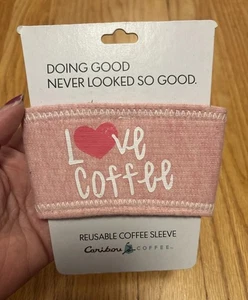 DOING GOOD
NEVER LOOKED SO GOOD.
Love
Coffee
REUSABLE COFFEE SLEEVE
Caribou COFFEE